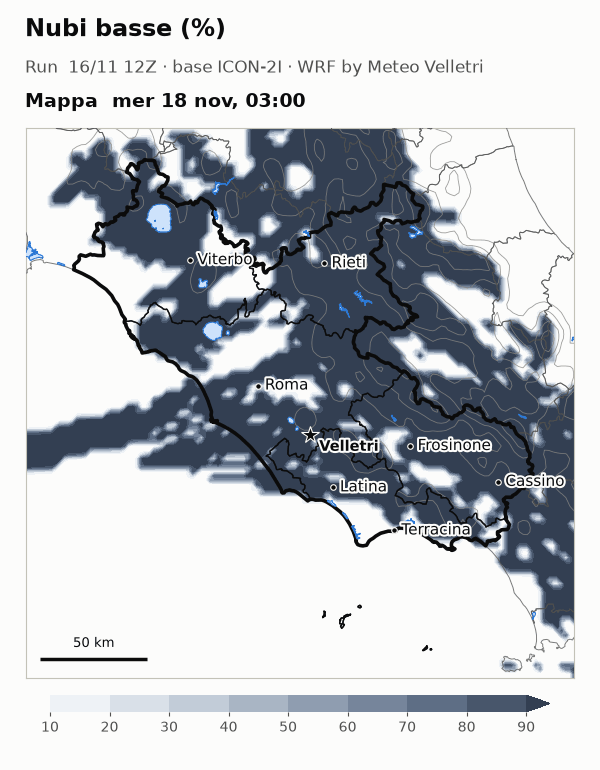 Nubi basse (%)
Run 16/11 12Z · base ICON-2I · WRF by Meteo Velletri
Mappa mer 18 nov, 03:00
Viterbo
Rieti
Roma
Velletri
Frosinone
Cassino
Latina
Terracina
50 km
10 20 30 40 50 60 70 80 90